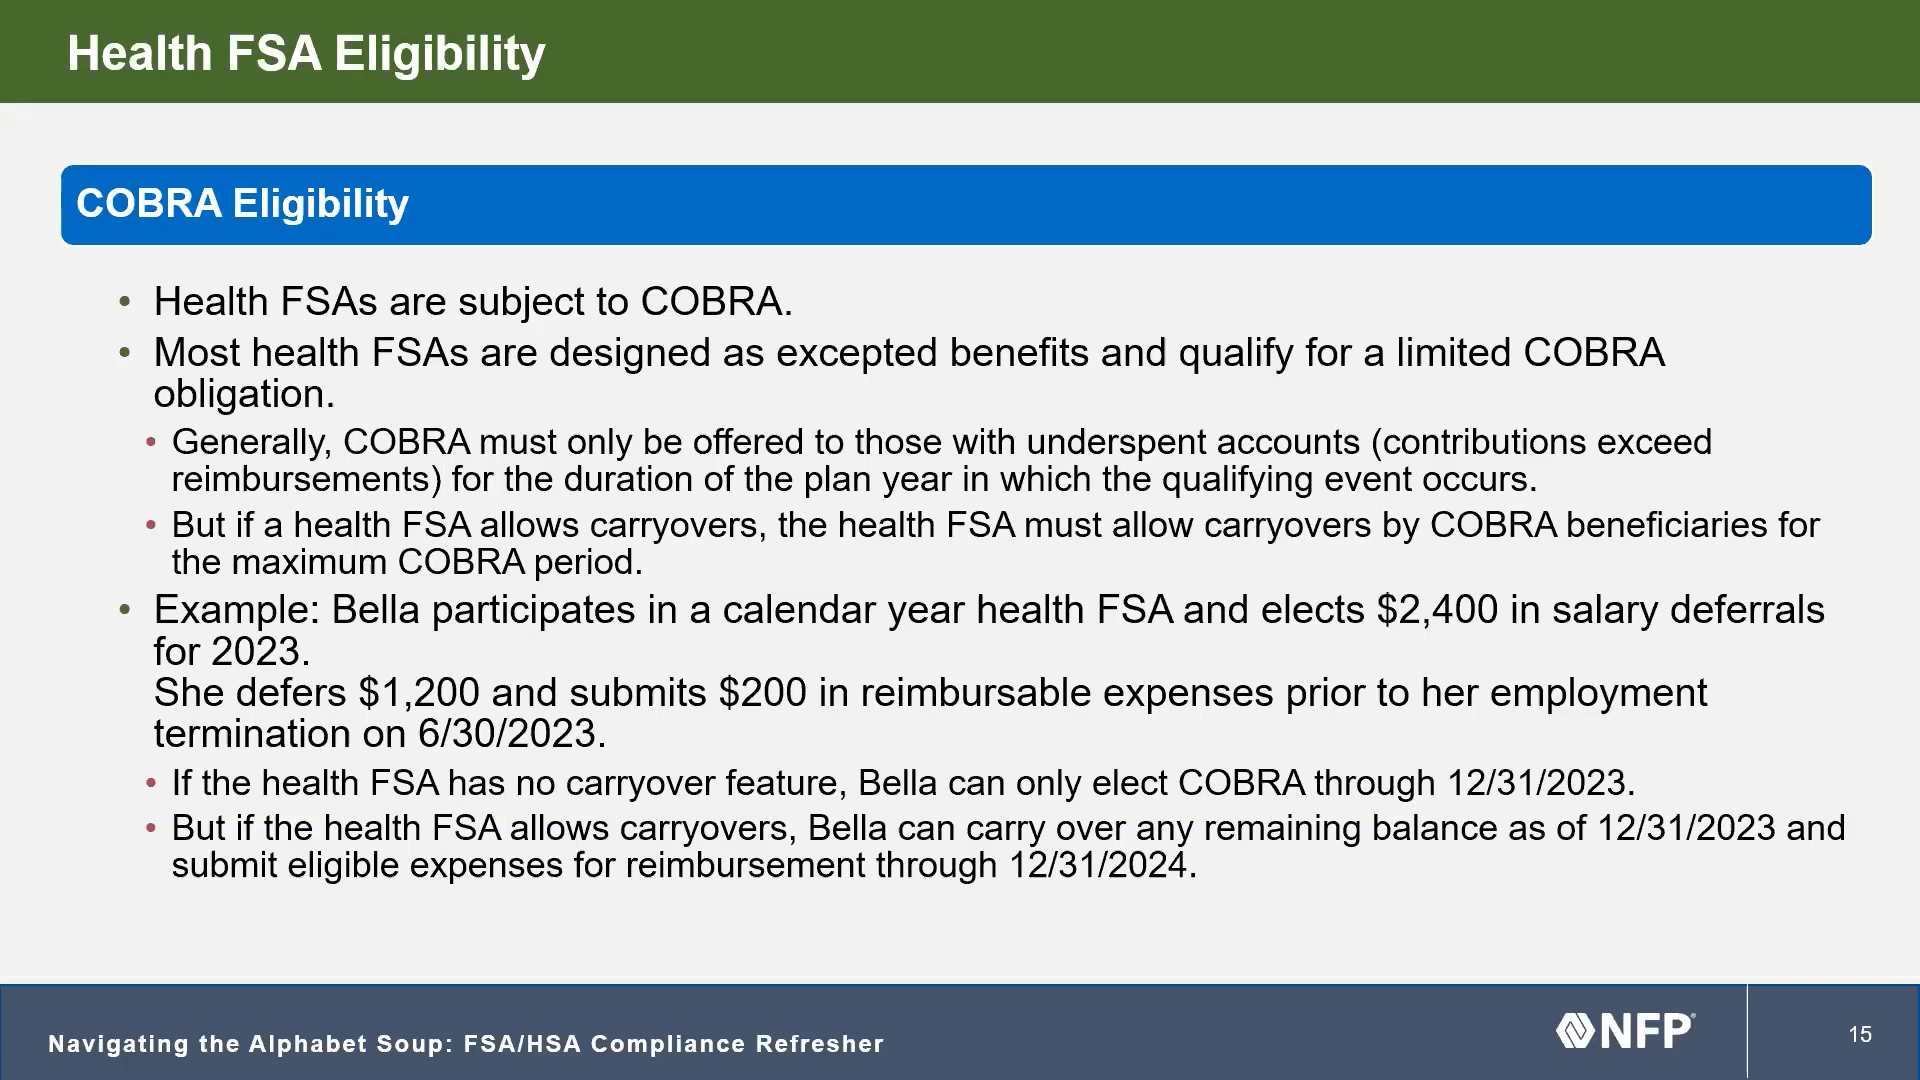 Health FSA Eligibility
COBRA Eligibility
• Health FSAs are subject to COBRA.
• Most health FSAs are designed as excepted benefits and qualify for a limited COBRA
obligation.
• Generally, COBRA must only be offered to those with underspent accounts (contributions exceed
reimbursements) for the duration of the plan year in which the qualifying event occurs.
• But if a health FSA allows carryovers, the health FSA must allow carryovers by COBRA beneficiaries for
the maximum COBRA period.
• Example: Bella participates in a calendar year health FSA and elects $2,400 in salary deferrals
for 2023.
She defers $1,200 and submits $200 in reimbursable expenses prior to her employment
termination on 6/30/2023.
• If the health FSA has no carryover feature, Bella can only elect COBRA through 12/31/2023.
• But if the health FSA allows carryovers, Bella can carry over any remaining balance as of 12/31/2023 and
submit eligible expenses for reimbursement through 12/31/2024.
Navigating the Alphabet Soup: FSA/HSA Compliance Refresher
NFP®
15